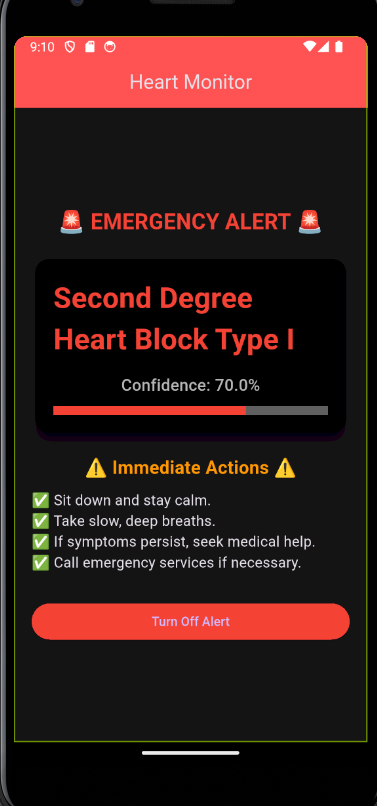 9:10
Heart Monitor
🚨 EMERGENCY ALERT 🚨
Second Degree
Heart Block Type I
Confidence: 70.0%
⚠️ Immediate Actions ⚠️
✅ Sit down and stay calm.
✅ Take slow, deep breaths.
✅ If symptoms persist, seek medical help.
✅ Call emergency services if necessary.
Turn Off Alert